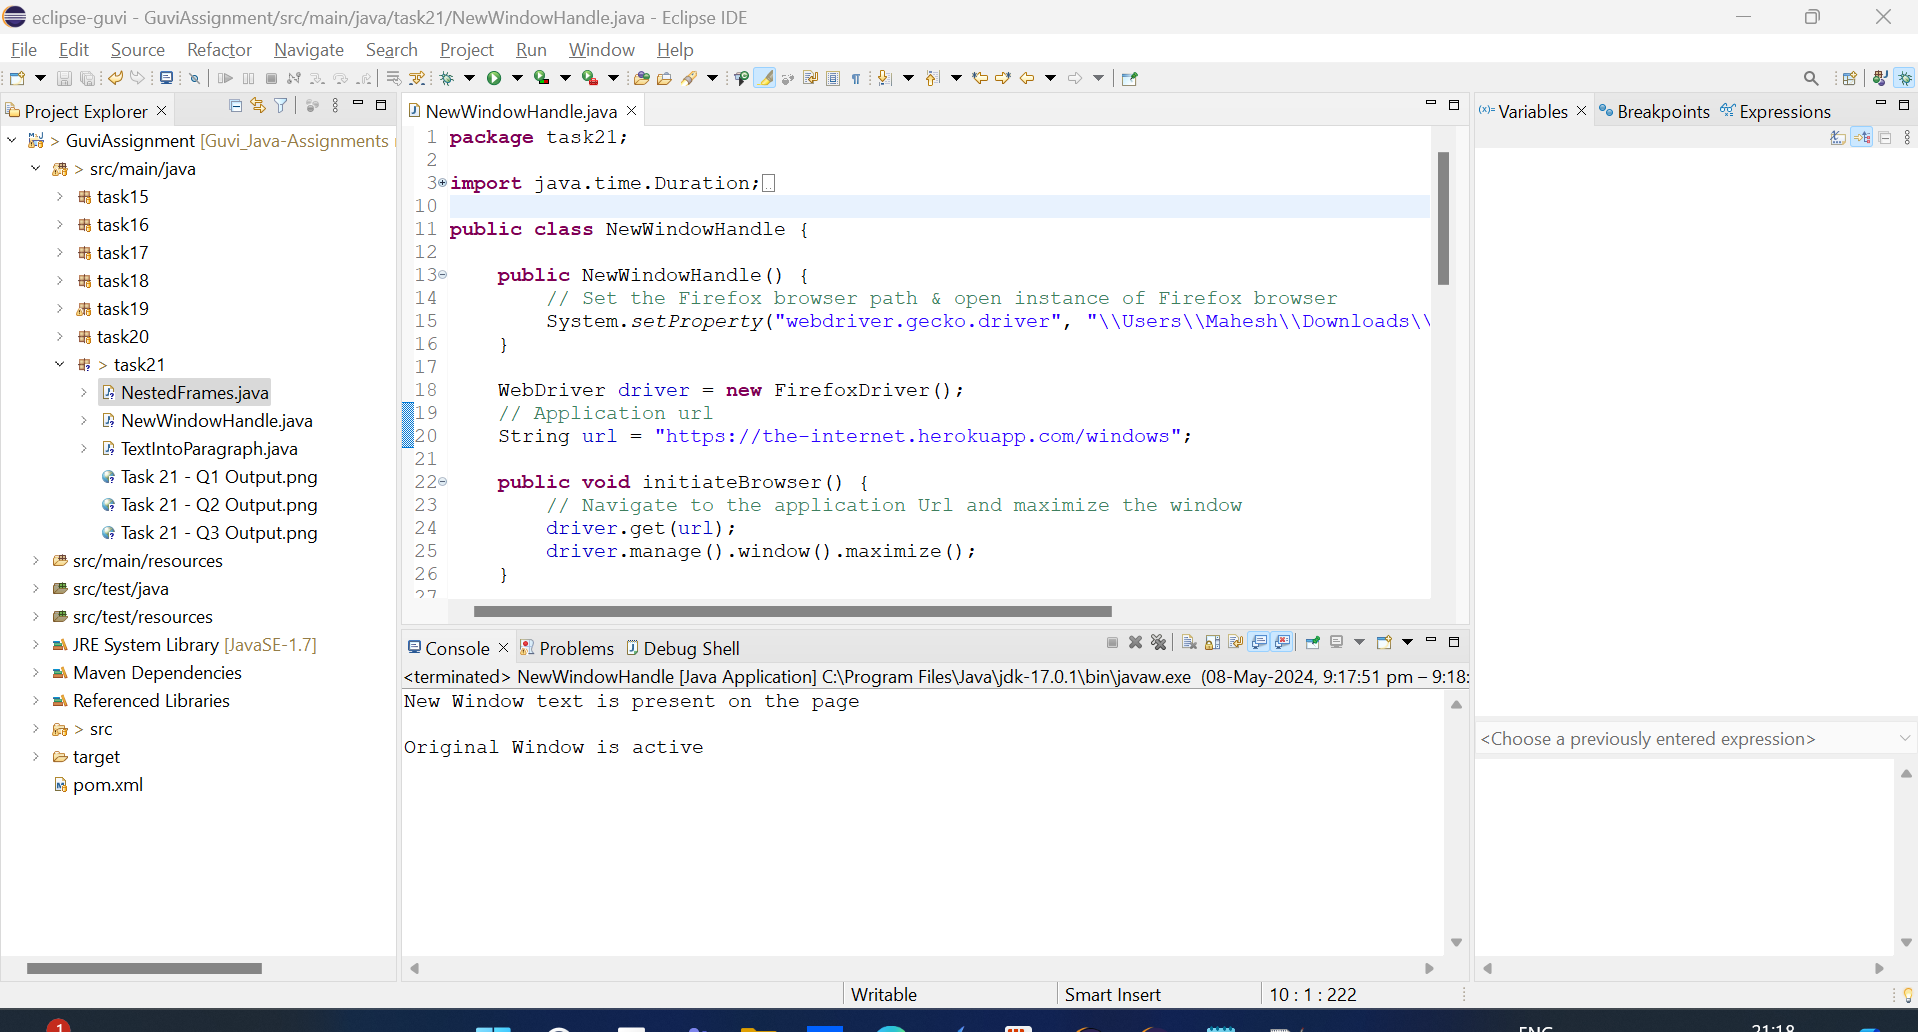 eclipse-guvi - GuviAssignment/src/main/java/task21/NewWindowHandle.java - Eclipse IDE
File Edit Source Refactor Navigate Search Project Run Window Help
Project Explorer
> GuviAssignment [Guvi_Java-Assignments
> src/main/java
task15
task16
task17
task18
task19
task20
> task21
NestedFrames.java
NewWindowHandle.java
TextIntoParagraph.java
Task 21 - Q1 Output.png
Task 21 - Q2 Output.png
Task 21 - Q3 Output.png
src/main/resources
src/test/java
src/test/resources
JRE System Library [JavaSE-1.7]
Maven Dependencies
Referenced Libraries
> src
target
pom.xml
NewWindowHandle.java
1 package task21;
2
3 import java.time.Duration;
10
11 public class NewWindowHandle {
12
13 public NewWindowHandle() {
14 // Set the Firefox browser path & open instance of Firefox browser
15 System.setProperty("webdriver.gecko.driver", "\\Users\\Mahesh\\Downloads\\
16 }
17
18 WebDriver driver = new FirefoxDriver();
19 // Application url
20 String url = "https://the-internet.herokuapp.com/windows";
21
22 public void initiateBrowser() {
23 // Navigate to the application Url and maximize the window
24 driver.get(url);
25 driver.manage().window().maximize();
26 }
27
Console Problems Debug Shell
<terminated> NewWindowHandle [Java Application] C:\Program Files\Java\jdk-17.0.1\bin\javaw.exe (08-May-2024, 9:17:51 pm – 9:18:
New Window text is present on the page
Original Window is active
(x)= Variables Breakpoints Expressions
<Choose a previously entered expression>
Writable Smart Insert 10 : 1 : 222
1
ENG
21:18